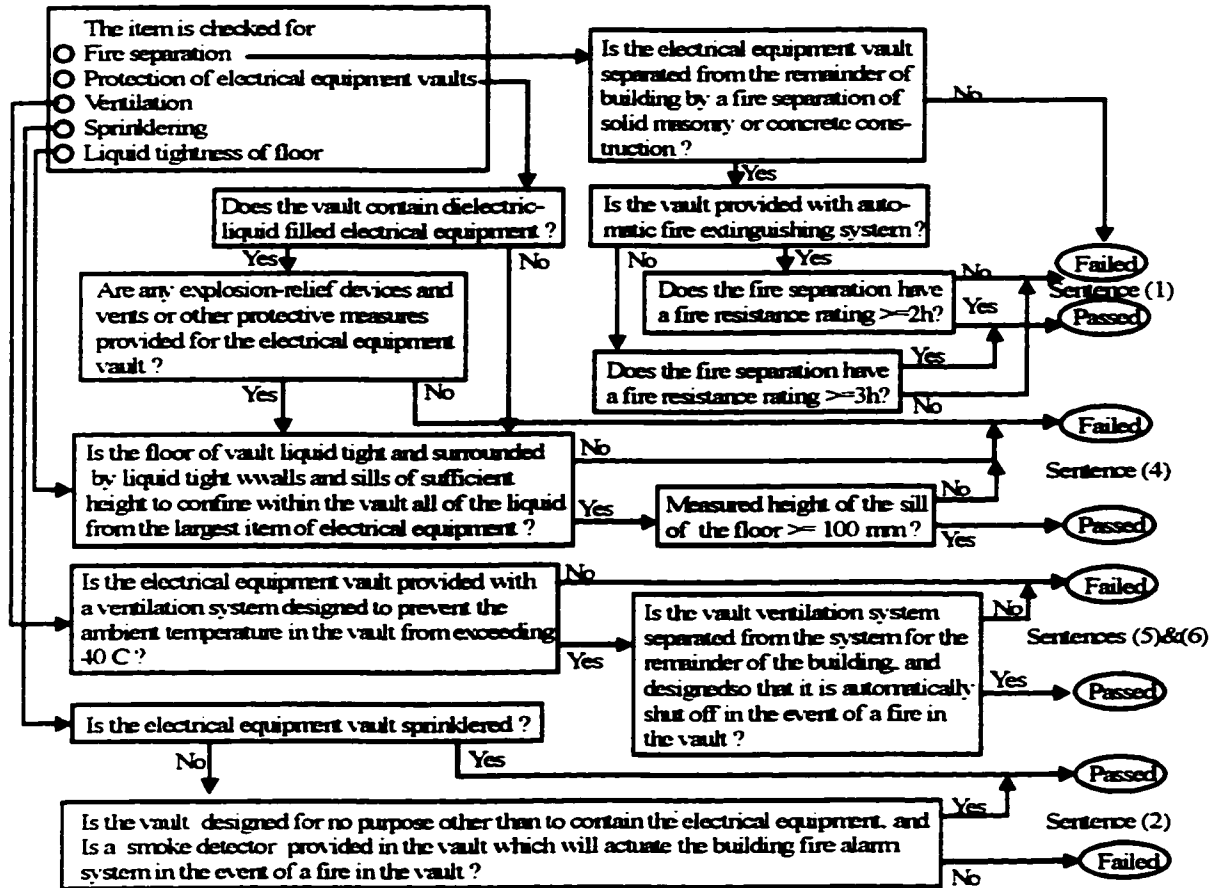 The item is checked for
Fire separation
Protection of electrical equipment vaults
Ventilation
Sprinklering
Liquid tightness of floor
Is the electrical equipment vault
separated from the remainder of
building by a fire separation of
solid masonry or concrete cons-
truction ?
No
Yes
Does the vault contain dielectric-
liquid filled electrical equipment ?
Is the vault provided with auto-
matic fire extinguishing system ?
Yes
No
No
Yes
Are any explosion-relief devices and
vents or other protective measures
provided for the electrical equipment
vault ?
Does the fire separation have
a fire resistance rating >=2h?
No
Yes
Failed
Sentence (1)
Passed
Does the fire separation have
a fire resistance rating >=3h?
Yes
No
Yes
No
Failed
Is the floor of vault liquid tight and surrounded
by liquid tight wwalls and sills of sufficient
height to confine within the vault all of the liquid
from the largest item of electrical equipment ?
No
Yes
Measured height of the sill
of the floor >= 100 mm ?
No
Yes
Sentence (4)
Passed
Is the electrical equipment vault provided with
a ventilation system designed to prevent the
ambient temperature in the vault from exceeding
40 C ?
No
Yes
Is the vault ventilation system
separated from the system for the
remainder of the building, and
designedso that it is automatically
shut off in the event of a fire in
the vault ?
No
Yes
Failed
Sentences (5)&(6)
Passed
Is the electrical equipment vault sprinklered ?
No
Yes
Passed
Is the vault designed for no purpose other than to contain the electrical equipment, and
Is a smoke detector provided in the vault which will actuate the building fire alarm
system in the event of a fire in the vault ?
Yes
No
Sentence (2)
Failed